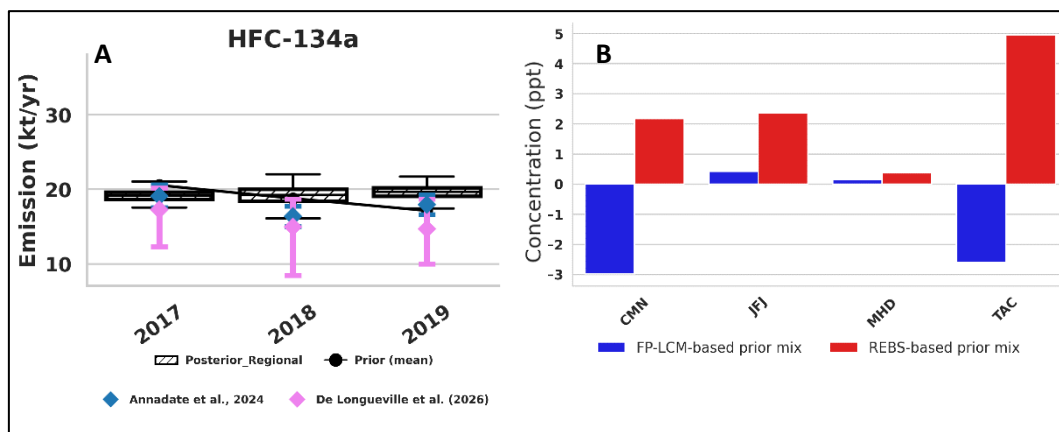 HFC-134a
A
Emission (kt/yr)
30
20
10
2017
2018
2019
Posterior_Regional
Prior (mean)
Annadate et al., 2024
De Longueville et al. (2026)
B
Concentration (ppt)
5
4
3
2
1
0
-1
-2
-3
CMN
JFJ
MHD
TAC
FP-LCM-based prior mix
REBS-based prior mix